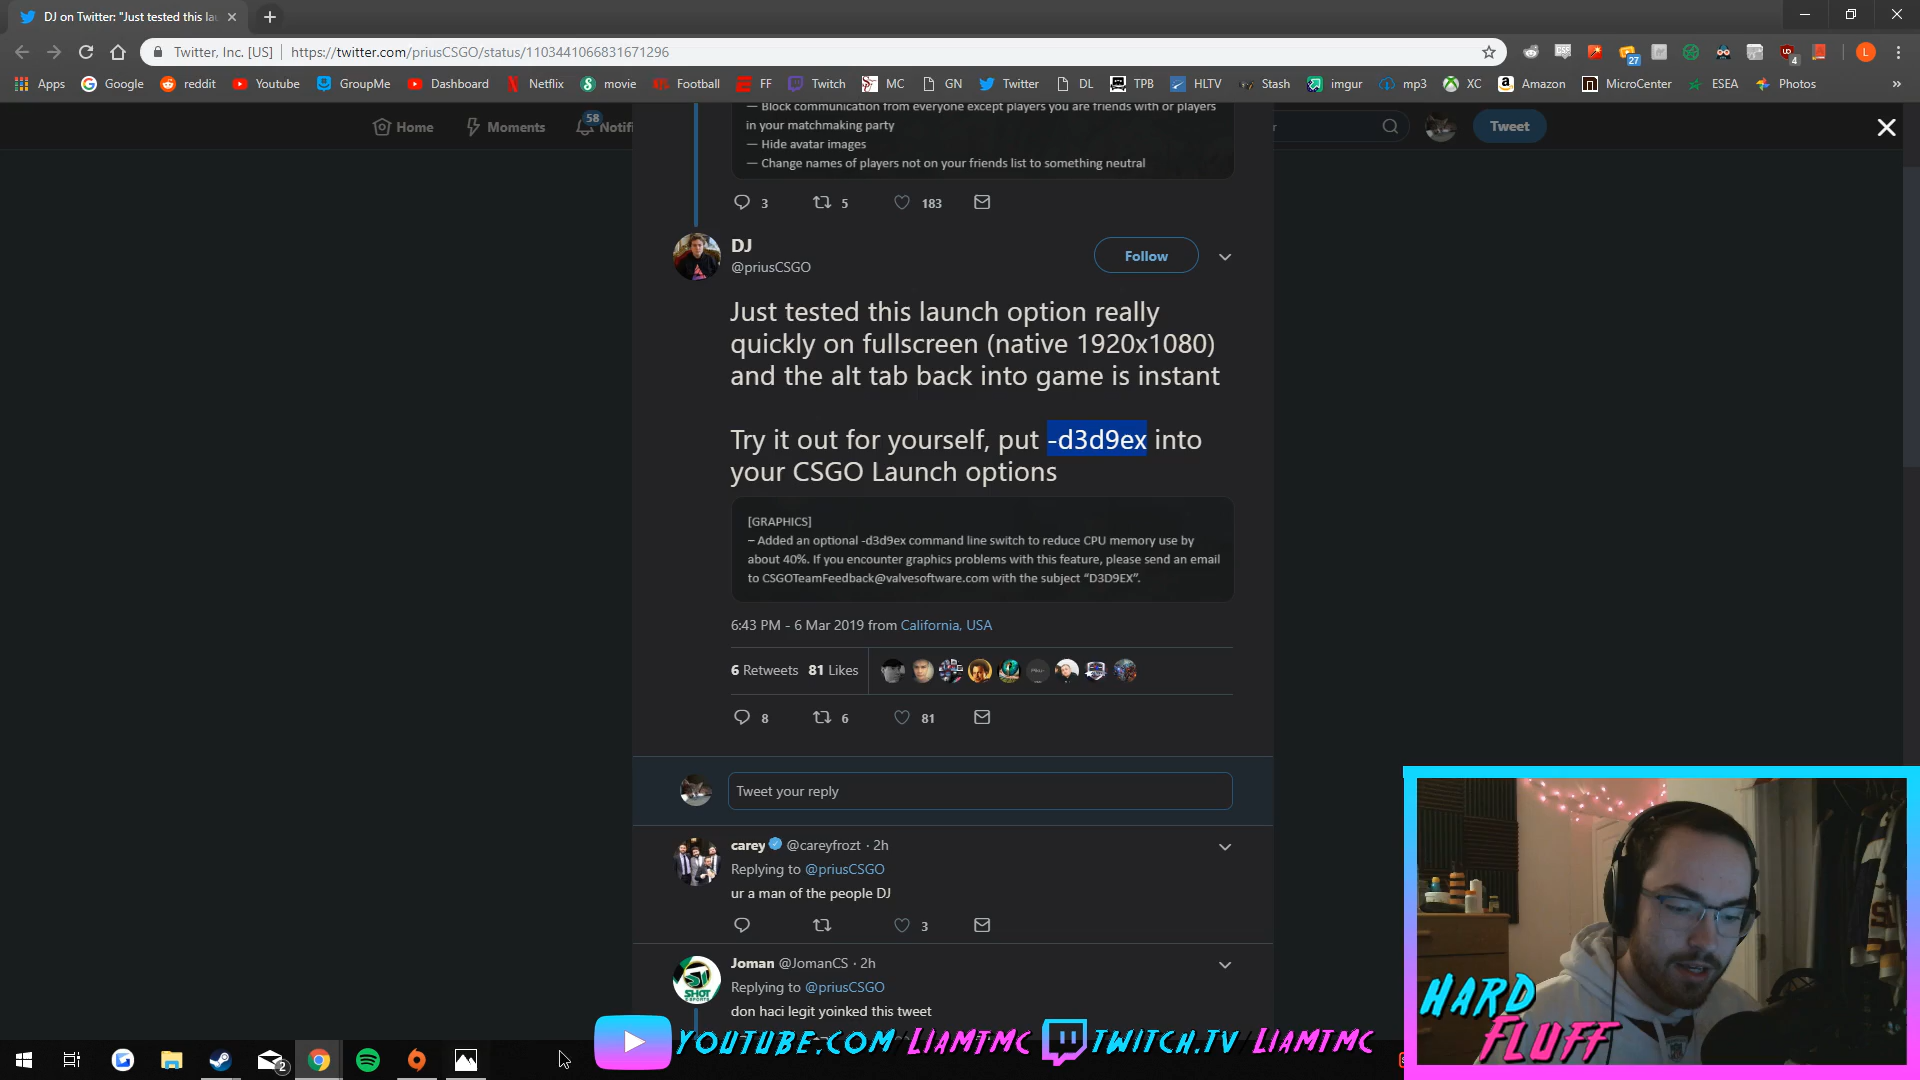 DJ on Twitter: "Just tested this la
Twitter, Inc. [US] https://twitter.com/priusCSGO/status/1103441066831671296
27
4
L
Apps Google reddit Youtube GroupMe Dashboard Netflix movie Football FF Twitch MC GN Twitter DL TPB HLTV Stash imgur mp3 XC Amazon MicroCenter ESEA Photos »
Home Moments 58 Notifi r Tweet
— Block communication from everyone except players you are friends with or players
in your matchmaking party
— Hide avatar images
— Change names of players not on your friends list to something neutral
3 5 183
DJ
@priusCSGO
Follow
Just tested this launch option really
quickly on fullscreen (native 1920x1080)
and the alt tab back into game is instant
Try it out for yourself, put -d3d9ex into
your CSGO Launch options
[GRAPHICS]
– Added an optional -d3d9ex command line switch to reduce CPU memory use by
about 40%. If you encounter graphics problems with this feature, please send an email
to CSGOTeamFeedback@valvesoftware.com with the subject “D3D9EX”.
6:43 PM - 6 Mar 2019 from California, USA
6 Retweets 81 Likes
8 6 81
Tweet your reply
carey @careyfrozt · 2h
Replying to @priusCSGO
ur a man of the people DJ
3
Joman @JomanCS · 2h
Replying to @priusCSGO
don haci legit yoinked this tweet
SHOT
YouTube.com/LiamTMC Twitch.tv/LiamTMC
HARD
FLUFF
2